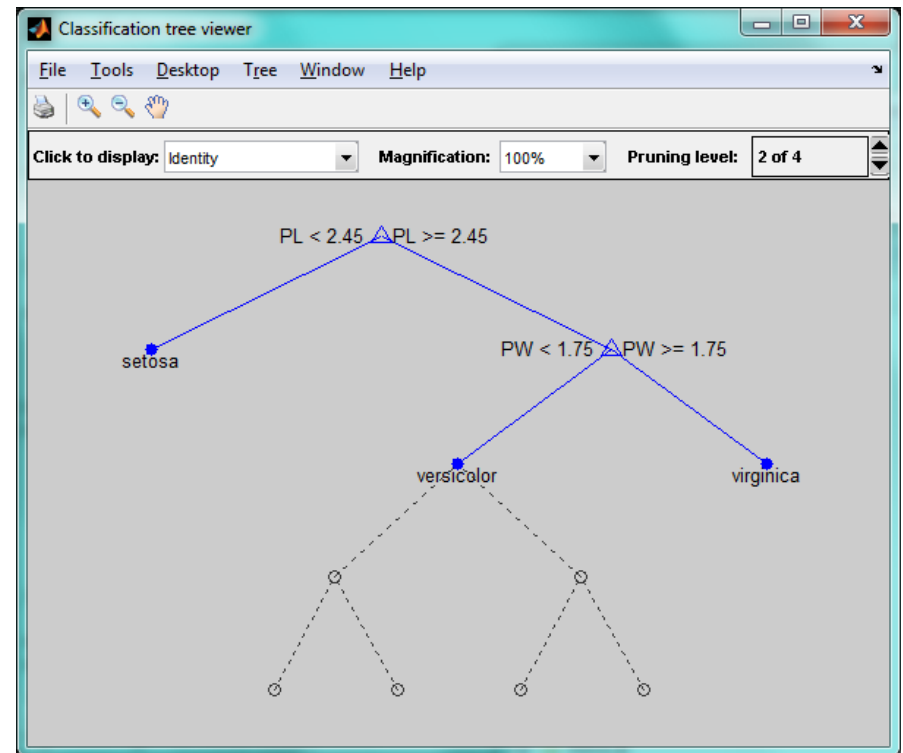 Classification tree viewer
File Tools Desktop Tree Window Help
Click to display: Identity Magnification: 100% Pruning level: 2 of 4
PL < 2.45 PL >= 2.45
setosa
PW < 1.75 PW >= 1.75
versicolor
virginica